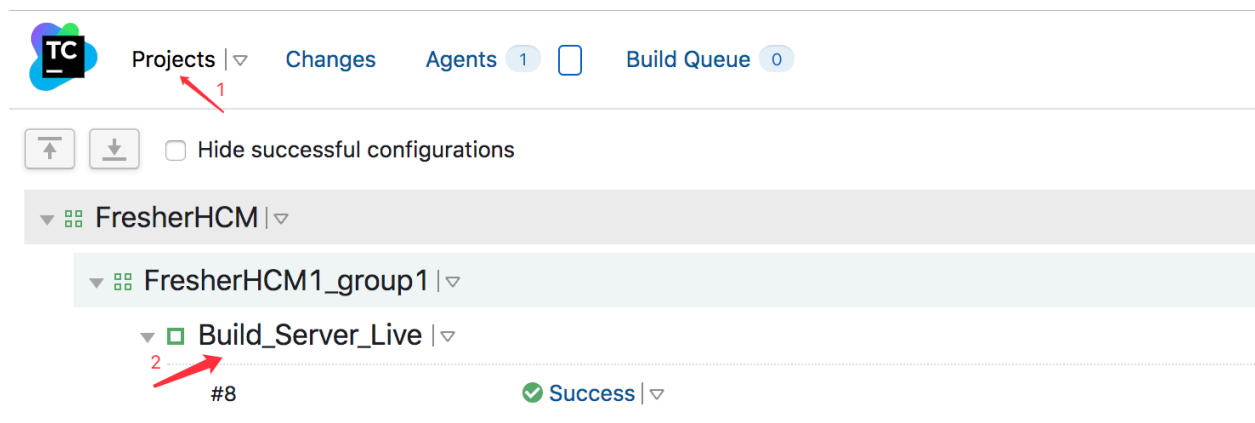 TC
Projects Changes Agents 1 Build Queue 0
1
Hide successful configurations
FresherHCM
FresherHCM1_group1
Build_Server_Live
2
#8 Success